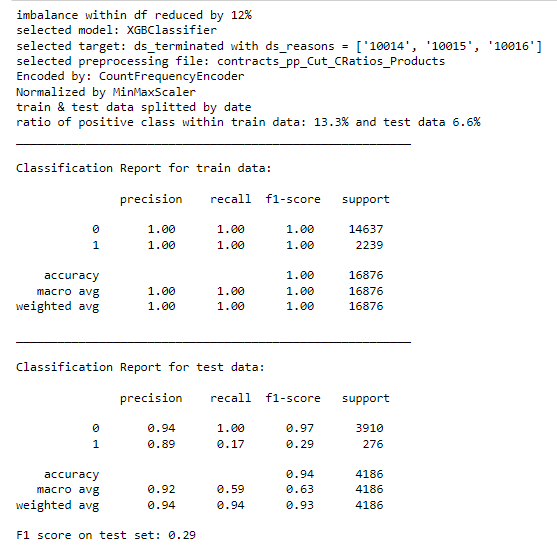 imbalance within df reduced by 12%
selected model: XGBClassifier
selected target: ds_terminated with ds_reasons = ['10014', '10015', '10016']
selected preprocessing file: contracts_pp_Cut_CRatios_Products
Encoded by: CountFrequencyEncoder
Normalized by MinMaxScaler
train & test data splitted by date
ratio of positive class within train data: 13.3% and test data 6.6%
Classification Report for train data:
precision recall f1-score support
0 1.00 1.00 1.00 14637
1 1.00 1.00 1.00 2239
accuracy 1.00 16876
macro avg 1.00 1.00 1.00 16876
weighted avg 1.00 1.00 1.00 16876
Classification Report for test data:
precision recall f1-score support
0 0.94 1.00 0.97 3910
1 0.89 0.17 0.29 276
accuracy 0.94 4186
macro avg 0.92 0.59 0.63 4186
weighted avg 0.94 0.94 0.93 4186
F1 score on test set: 0.29